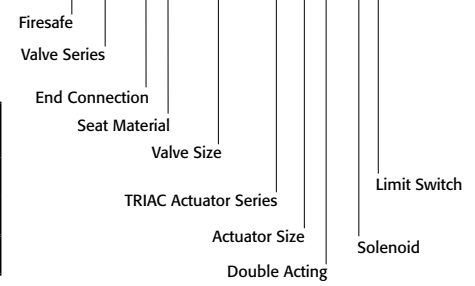 Firesafe
Valve Series
End Connection
Seat Material
Valve Size
Limit Switch
TRIAC Actuator Series
Actuator Size
Solenoid
Double Acting